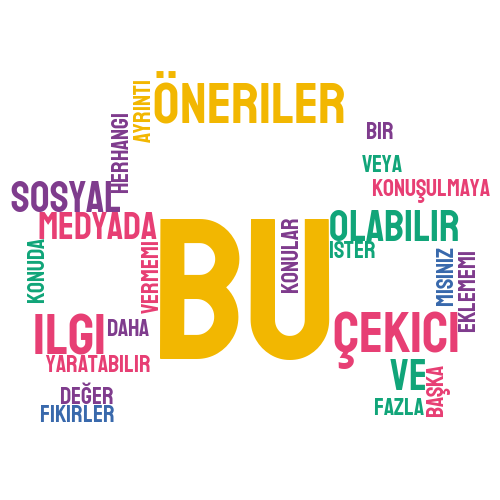 ÖNERILER
AYRINTI
HERHANGI
BIR
VEYA
KONUŞULMAYA
SOSYAL
MEDYADA
BU
KONULAR
OLABILIR
ISTER
KONUDA
VERMEMI
MISINIZ
EKLEMEMI
ILGI
DAHA
ÇEKICI
YARATABILIR
VE
BAŞKA
DEĞER
FIKIRLER
FAZLA